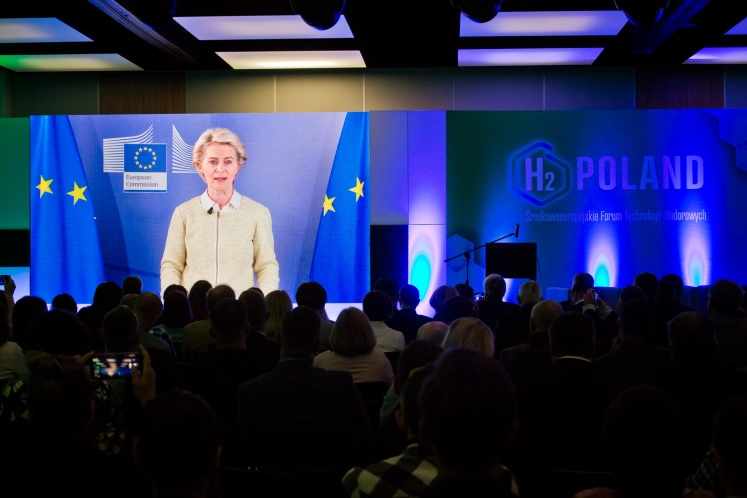 European
Commission
H2 POLAND
Środkowoeuropejskie Forum Technologii Wodorowych